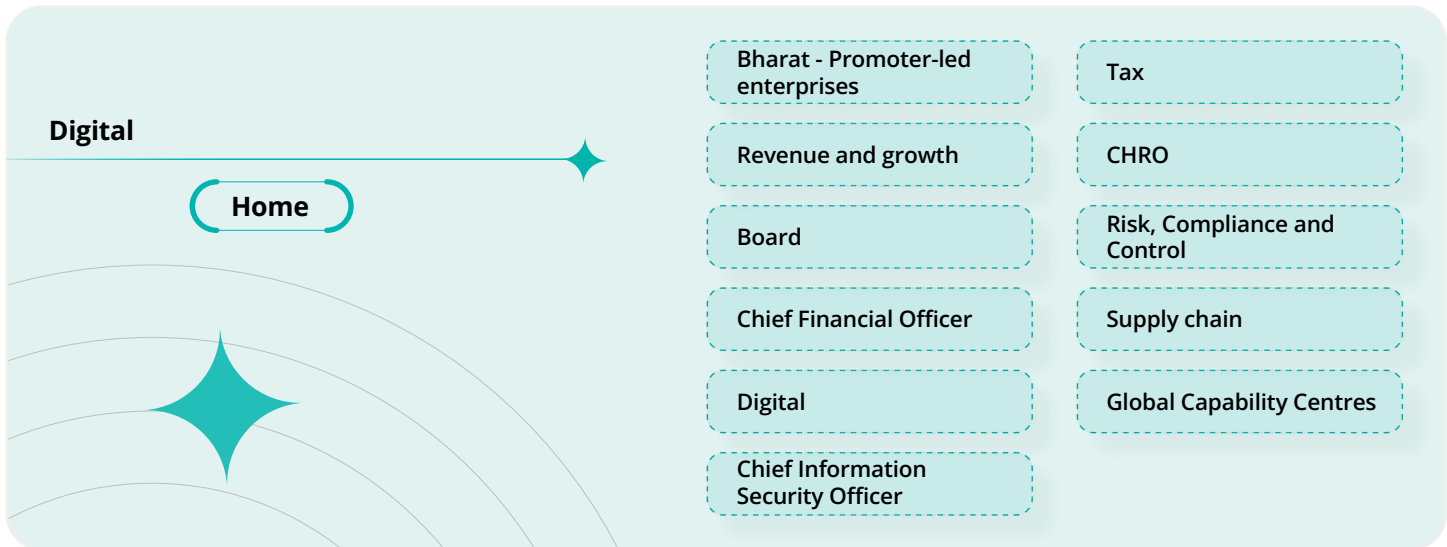 Digital
Home
Bharat - Promoter-led
enterprises
Revenue and growth
Board
Chief Financial Officer
Digital
Chief Information
Security Officer
Tax
CHRO
Risk, Compliance and
Control
Supply chain
Global Capability Centres